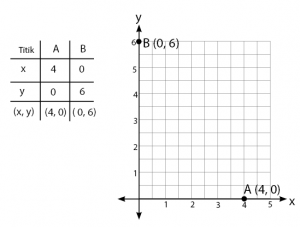 Titik A B
x 4 0
y 0 6
(x, y) (4, 0) (0, 6)
y
6 B (0, 6)
5
4
3
2
1
A (4, 0)
1 2 3 4 5 x